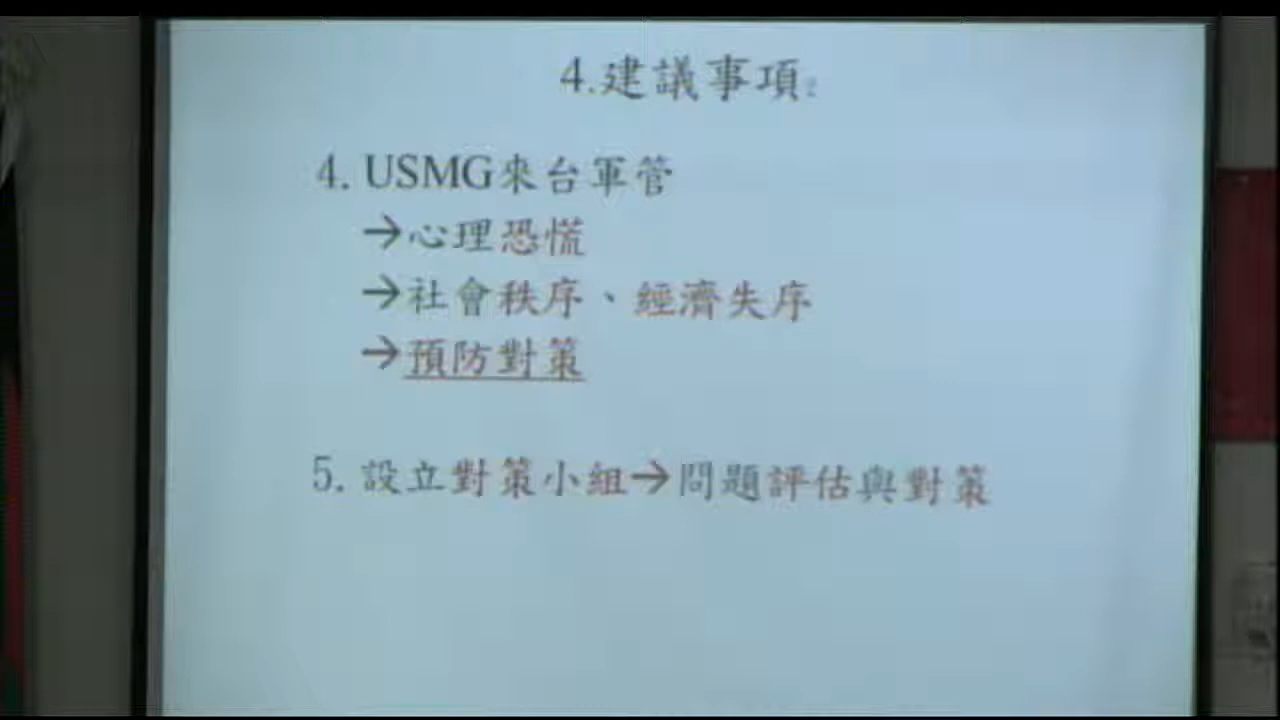 4.建議事項2
4. USMG來台軍管
→心理恐慌
→社會秩序、經濟失序
→預防對策
5. 設立對策小組→問題評估與對策